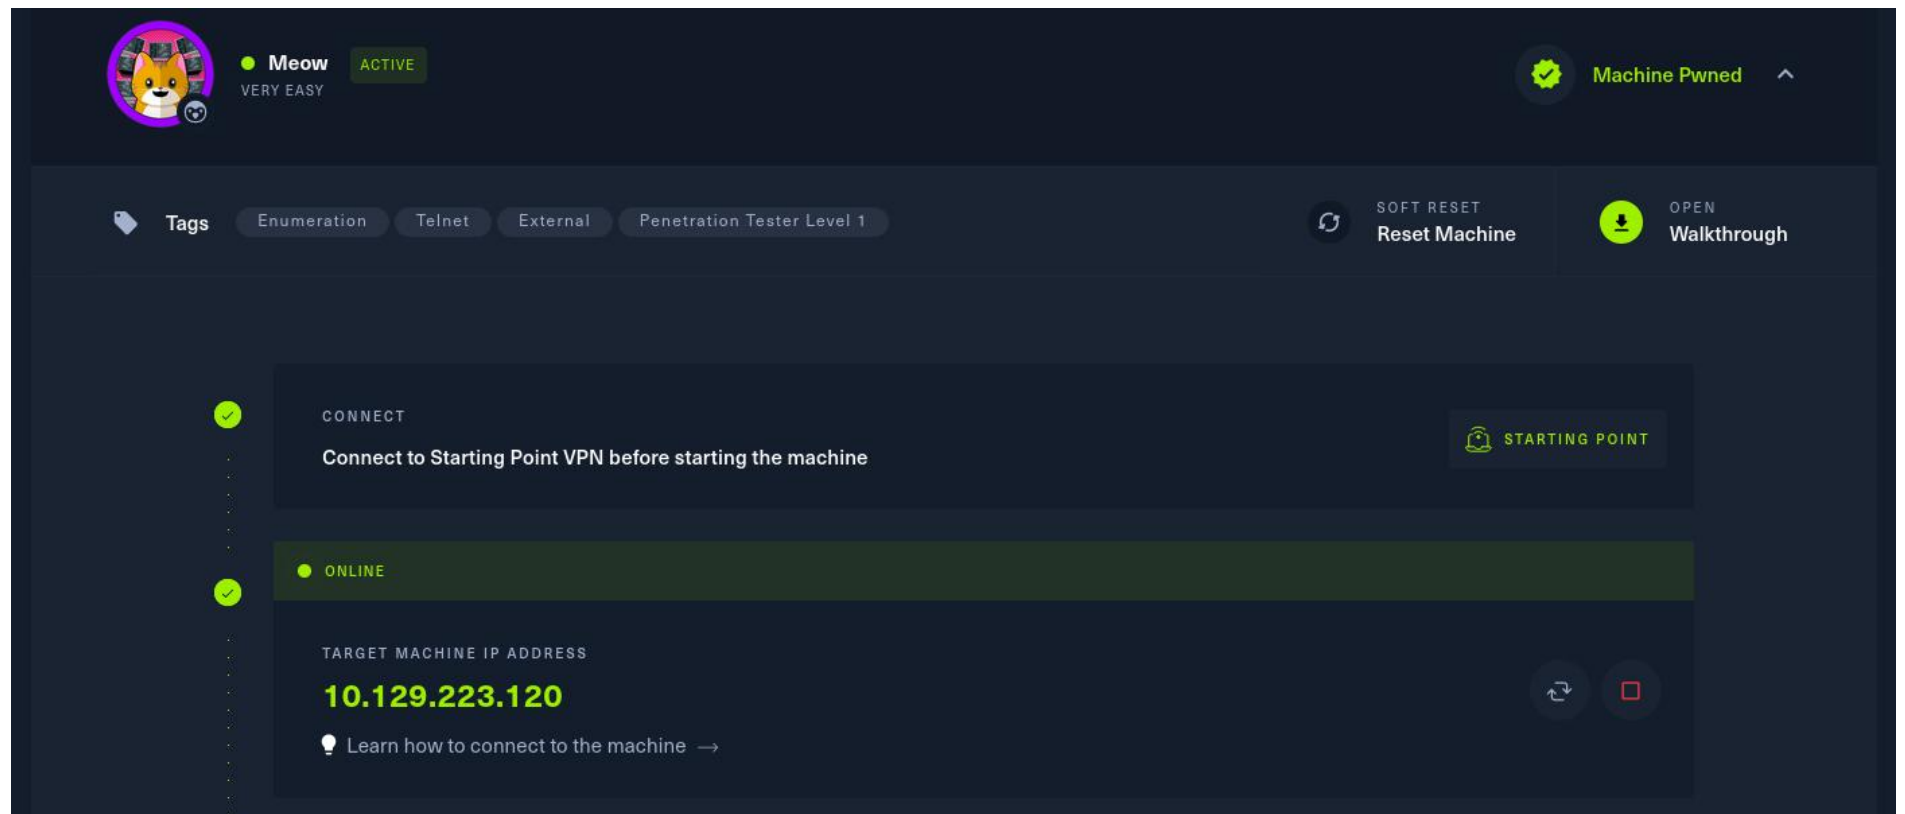 Meow ACTIVE
VERY EASY
Machine Pwned
Tags Enumeration Telnet External Penetration Tester Level 1
SOFT RESET
Reset Machine
OPEN
Walkthrough
CONNECT
Connect to Starting Point VPN before starting the machine
STARTING POINT
ONLINE
TARGET MACHINE IP ADDRESS
10.129.223.120
Learn how to connect to the machine →